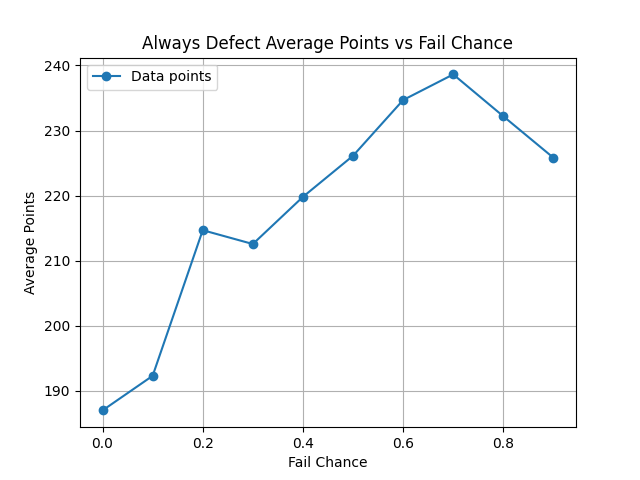 Always Defect Average Points vs Fail Chance
Data points
240
230
220
210
200
190
Average Points
0.0 0.2 0.4 0.6 0.8
Fail Chance